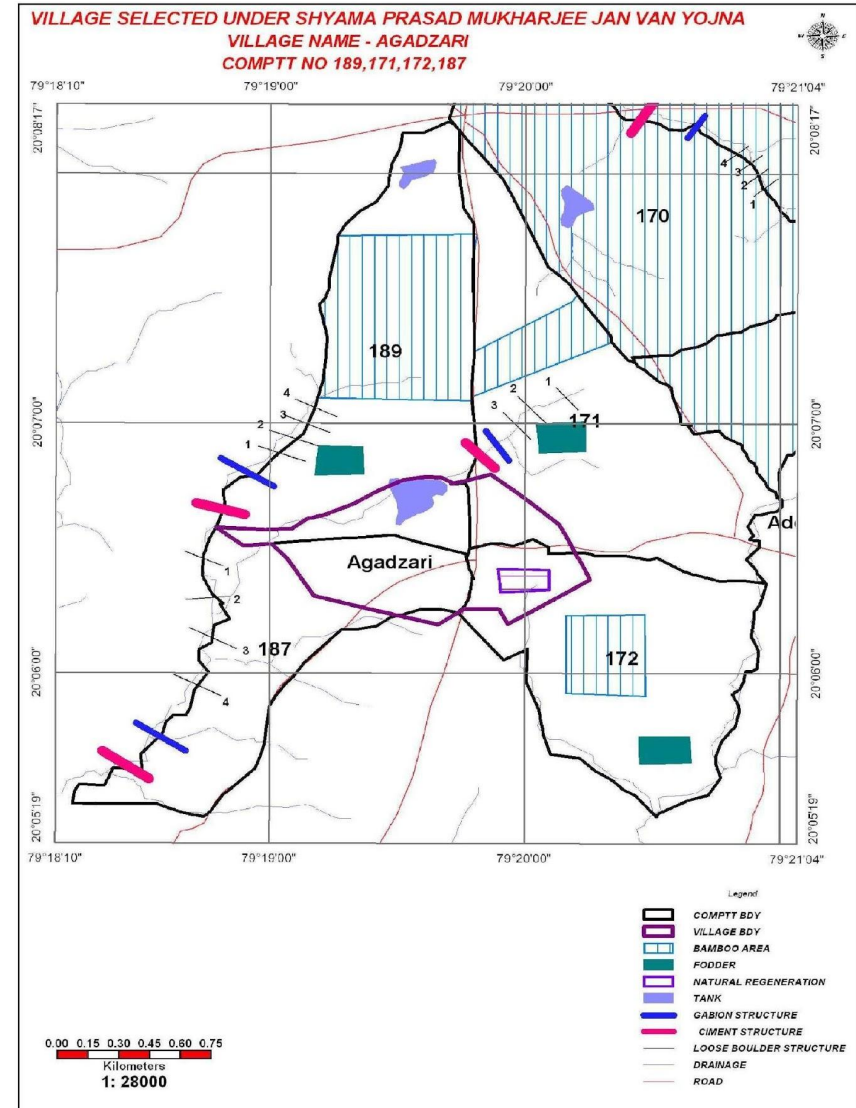 VILLAGE SELECTED UNDER SHYAMA PRASAD MUKHARJEE JAN VAN YOJNA
VILLAGE NAME - AGADZARI
COMPTT NO 189,171,172,187
N
W E
S
79°18'10" 79°19'00" 79°20'00" 79°21'04"
20°08'17" 20°08'17"
4
3
2
1
170
189
2 1
4
3
3
171
20°07'00" 20°07'00"
2
1
Ad
Agadzari
1
2
3
187
172
20°06'00" 20°06'00"
4
20°05'19" 20°05'19"
79°18'10" 79°19'00" 79°20'00" 79°21'04"
Legend
COMPTT BDY
VILLAGE BDY
BAMBOO AREA
FODDER
NATURAL REGENERATION
TANK
GABION STRUCTURE
CIMENT STRUCTURE
LOOSE BOULDER STRUCTURE
DRAINAGE
ROAD
0.00 0.15 0.30 0.45 0.60 0.75
Kilometers
1: 28000